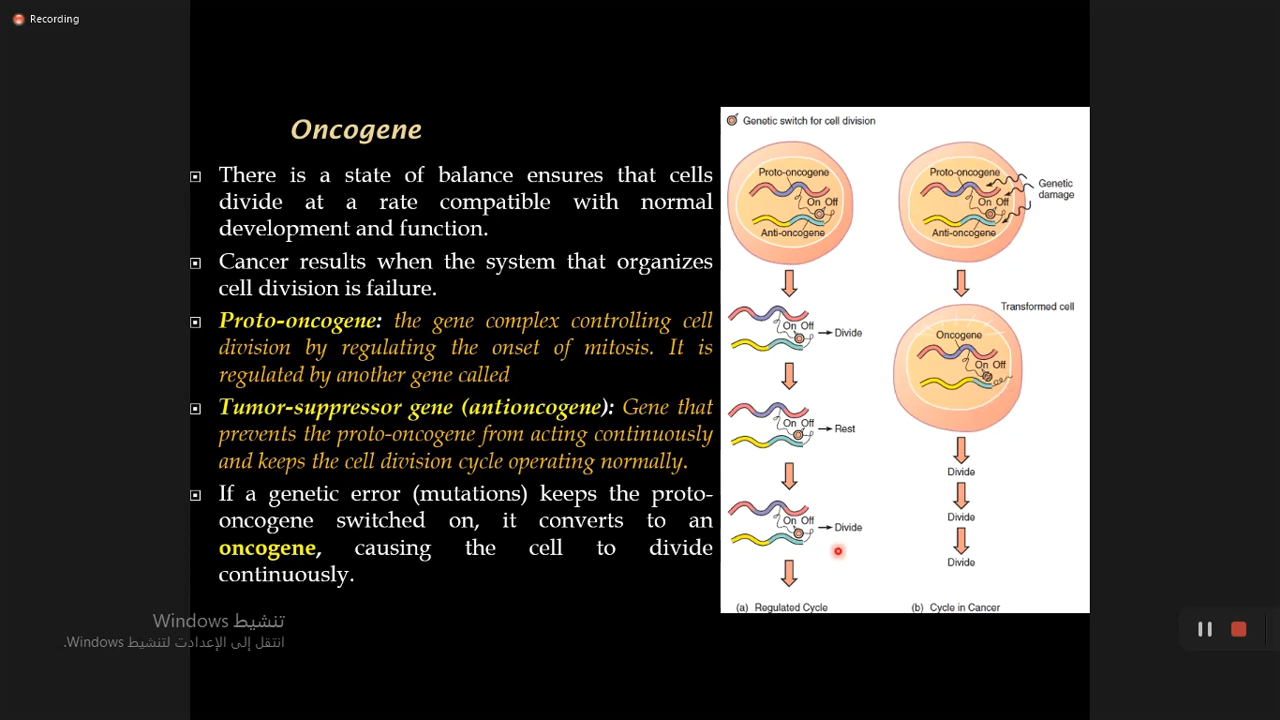 Recording
Oncogene
There is a state of balance ensures that cells
divide at a rate compatible with normal
development and function.
Cancer results when the system that organizes
cell division is failure.
Proto-oncogene: the gene complex controlling cell
division by regulating the onset of mitosis. It is
regulated by another gene called
Tumor-suppressor gene (antioncogene): Gene that
prevents the proto-oncogene from acting continuously
and keeps the cell division cycle operating normally.
If a genetic error (mutations) keeps the proto-
oncogene switched on, it converts to an
oncogene, causing the cell to divide
continuously.
Genetic switch for cell division
Proto-oncogene
On Off
Anti-oncogene
On Off
Divide
On Off
Rest
On Off
Divide
(a) Regulated Cycle
Proto-oncogene
On Off
Anti-oncogene
Genetic
damage
Transformed cell
Oncogene
On Off
Divide
Divide
Divide
(b) Cycle in Cancer
تنشيط Windows
انتقل إلى الإعدادت لتنشيط Windows.